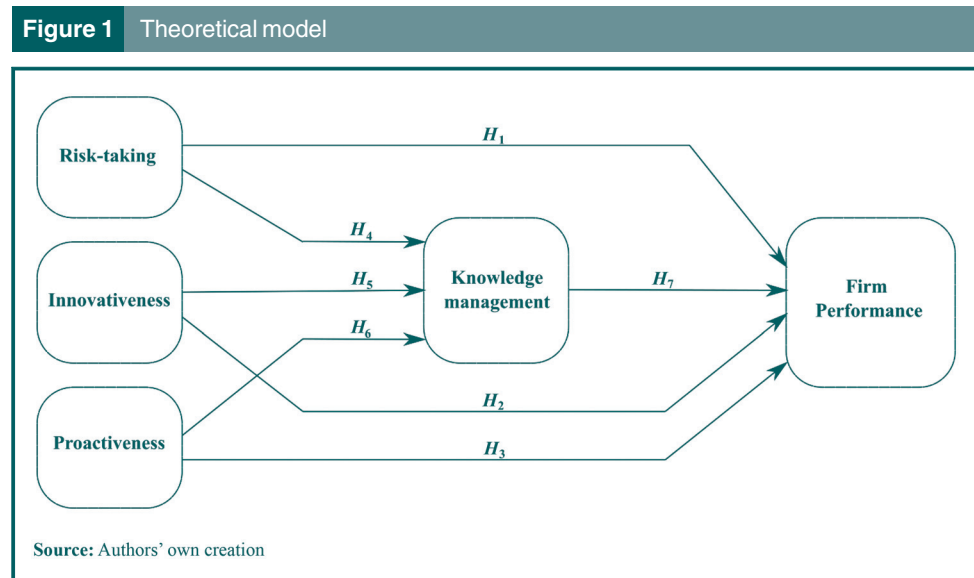 Figure 1 Theoretical model
Risk-taking
H1
H4
Innovativeness
H5
Knowledge
management
H7
Firm
Performance
H6
H2
Proactiveness
H3
Source: Authors’ own creation